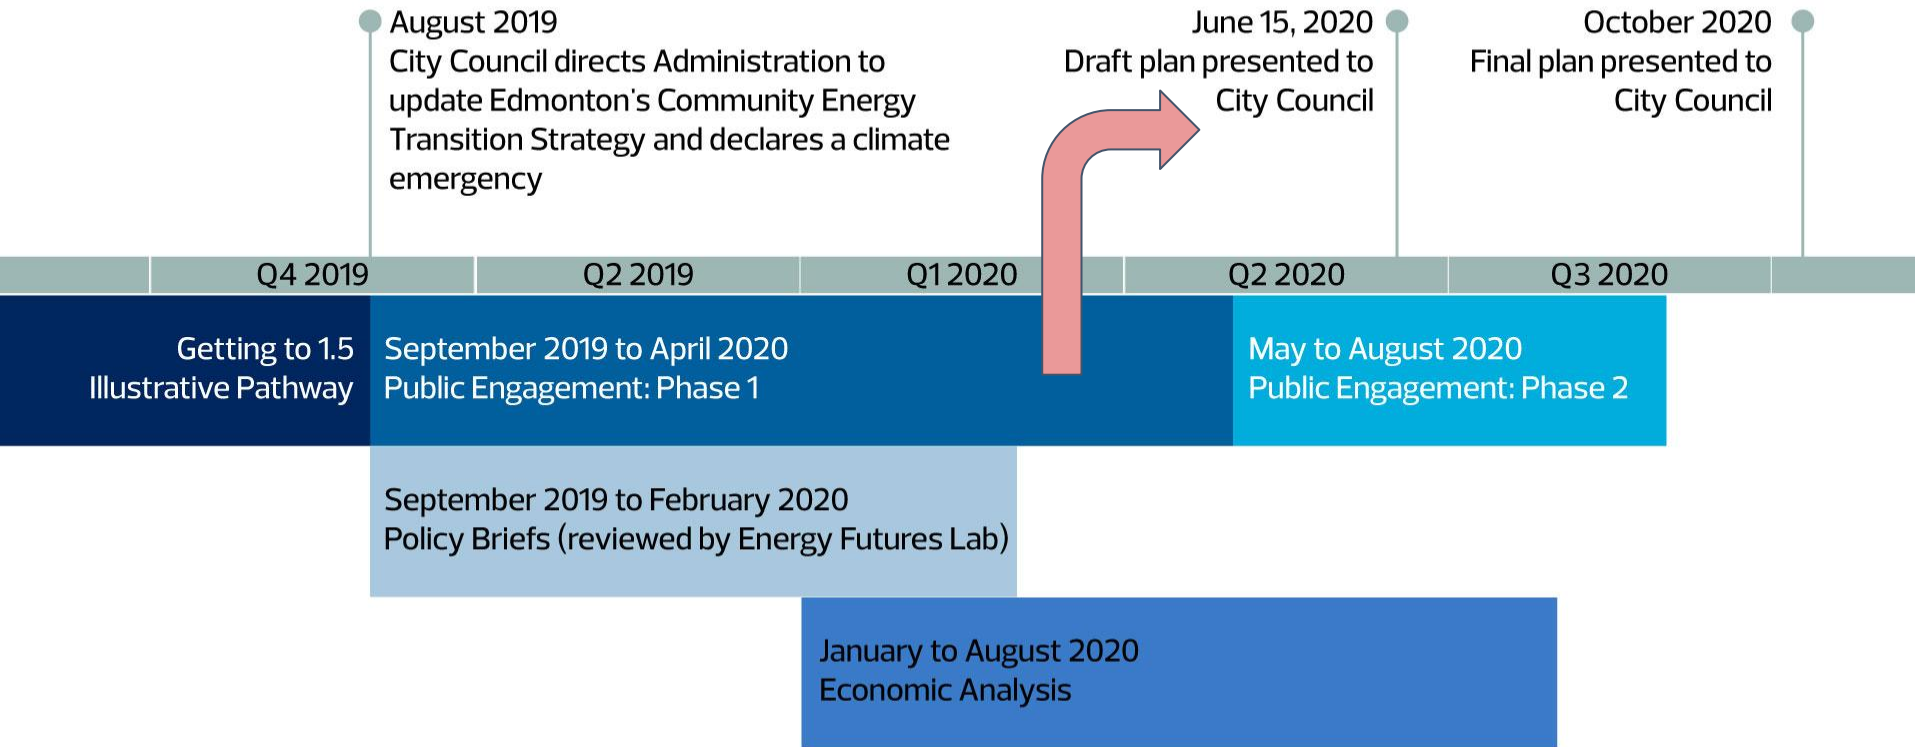 August 2019
City Council directs Administration to
update Edmonton's Community Energy
Transition Strategy and declares a climate
emergency
June 15, 2020
Draft plan presented to
City Council
October 2020
Final plan presented to
City Council
Q4 2019
Q2 2019
Q1 2020
Q2 2020
Q3 2020
Getting to 1.5
Illustrative Pathway
September 2019 to April 2020
Public Engagement: Phase 1
May to August 2020
Public Engagement: Phase 2
September 2019 to February 2020
Policy Briefs (reviewed by Energy Futures Lab)
January to August 2020
Economic Analysis